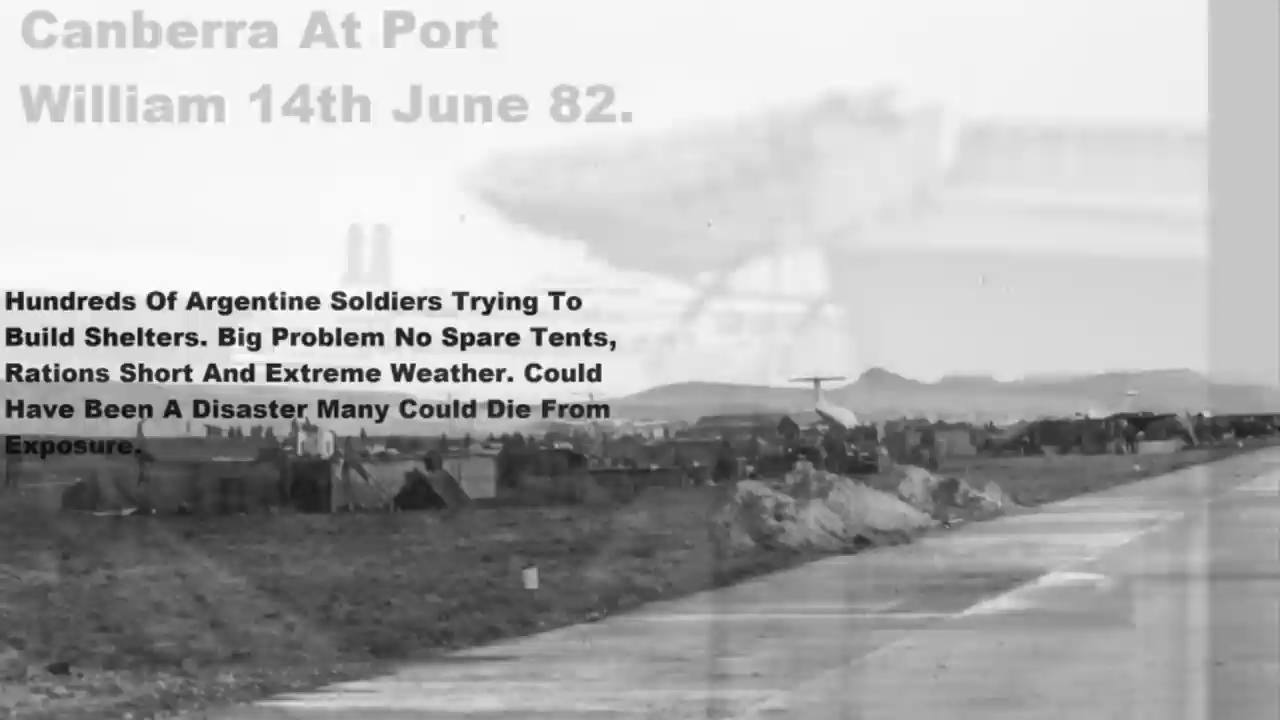 Canberra At Port
William 14th June 82.
Hundreds Of Argentine Soldiers Trying To
Build Shelters. Big Problem No Spare Tents,
Rations Short And Extreme Weather. Could
Have Been A Disaster Many Could Die From
Exposure.